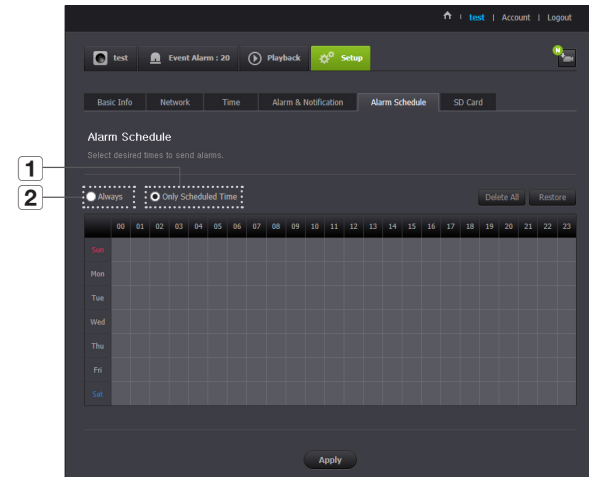 test | Account | Logout
test Event Alarm : 20 Playback Setup N
Basic Info Network Time Alarm & Notification Alarm Schedule SD Card
Alarm Schedule
Select desired times to send alarms.
1
2
Always Only Scheduled Time Delete All Restore
00 01 02 03 04 05 06 07 08 09 10 11 12 13 14 15 16 17 18 19 20 21 22 23
Sun
Mon
Tue
Wed
Thu
Fri
Sat
Apply